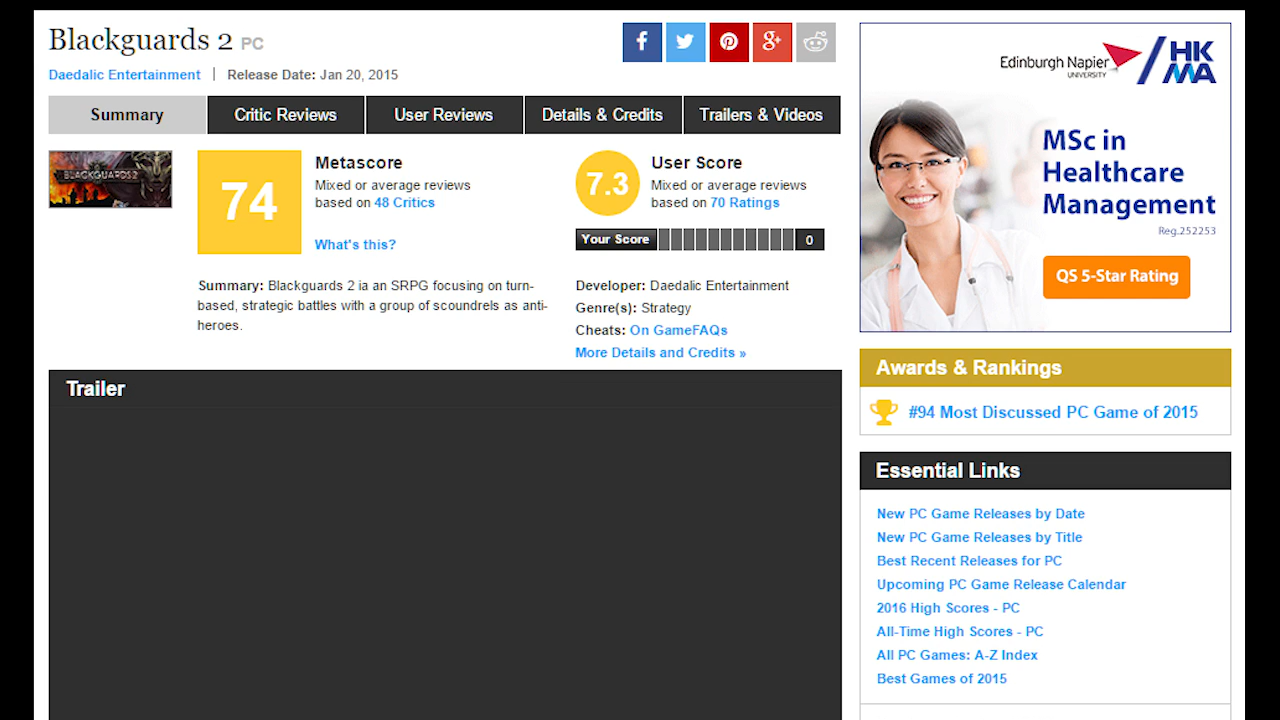 Blackguards 2 PC
Daedalic Entertainment | Release Date: Jan 20, 2015
Summary
Critic Reviews
User Reviews
Details & Credits
Trailers & Videos
BLACKGUARDS 2
74
Metascore
Mixed or average reviews
based on 48 Critics
What's this?
7.3
User Score
Mixed or average reviews
based on 70 Ratings
Your Score 0
Summary: Blackguards 2 ia an SRPG focusing on turn-
based, strategic battles with a group of scoundrels as anti-
heroes.
Developer: Daedalic Entertainment
Genre(s): Strategy
Cheats: On GameFAQs
More Details and Credits »
Trailer
Edinburgh Napier
UNIVERSITY
HK
MA
MSc in
Healthcare
Management
Reg.252253
QS 5-Star Rating
Awards & Rankings
#94 Most Discussed PC Game of 2015
Essential Links
New PC Game Releases by Date
New PC Game Releases by Title
Best Recent Releases for PC
Upcoming PC Game Release Calendar
2016 High Scores - PC
All-Time High Scores - PC
All PC Games: A-Z Index
Best Games of 2015